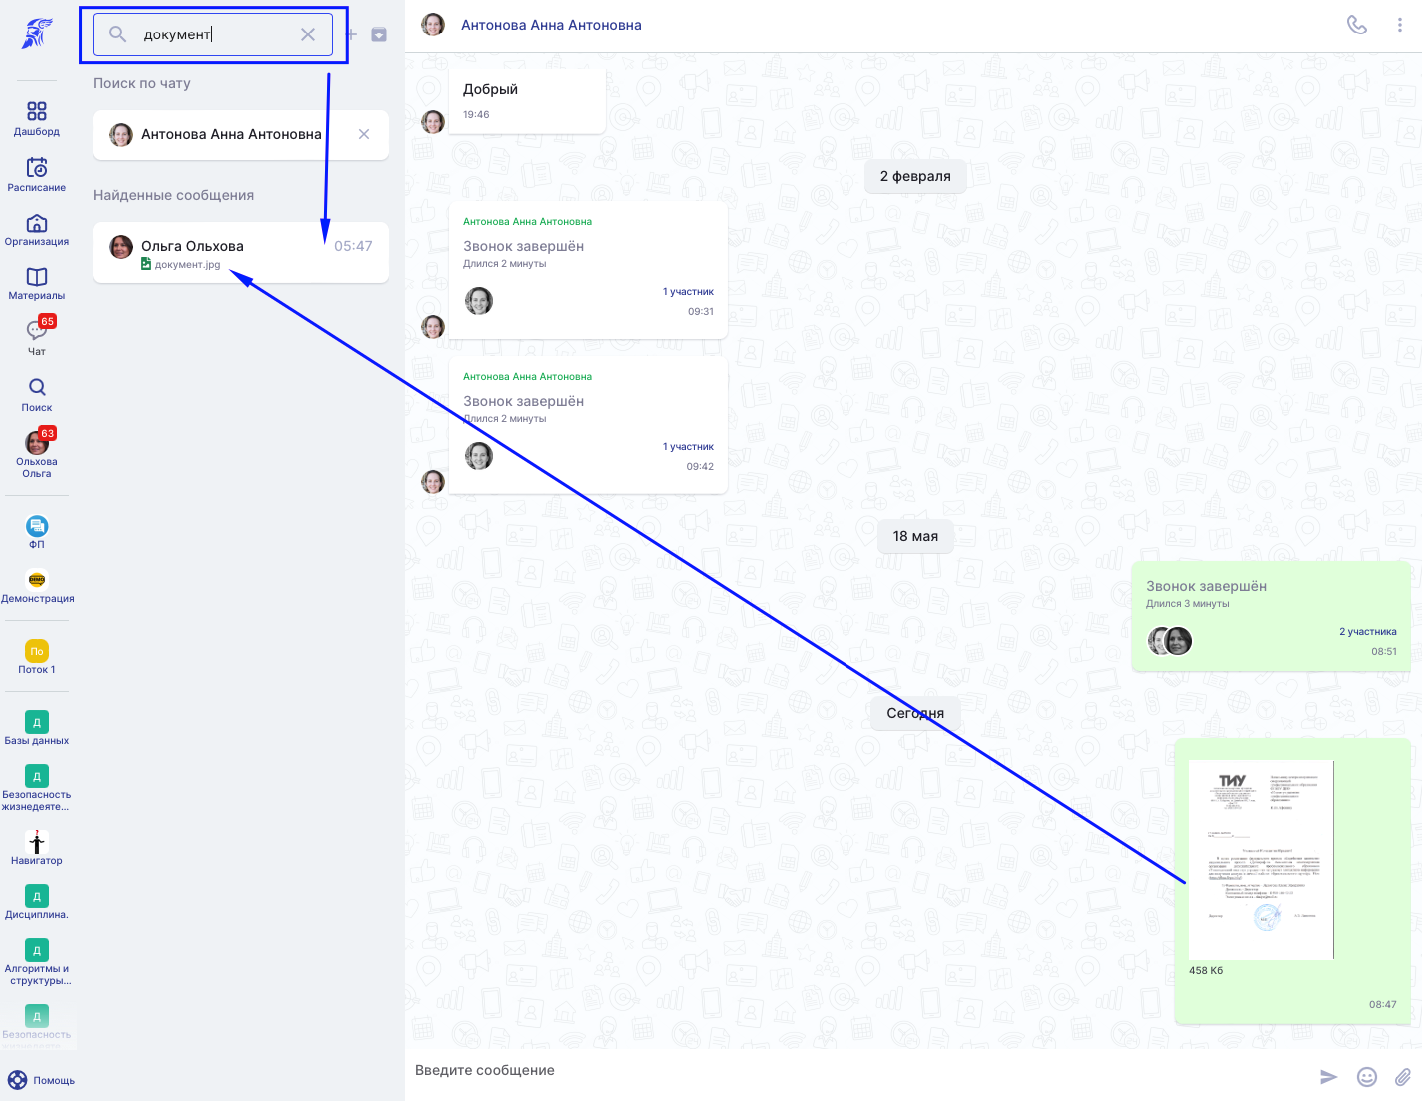 Дашборд
Расписание
Организация
Материалы
65
Чат
Поиск
63
Ольхова
Ольга
ФП
DEMO
Демонстрация
По
Поток 1
Д
Базы данных
Д
Безопасность
жизнедеяте...
Навигатор
Д
Дисциплина.
Д
Алгоритмы и
структуры...
Д
Безопасность
Помощь
документ
Поиск по чату
Антонова Анна Антоновна
Найденные сообщения
Ольга Ольхова
05:47
документ.jpg
Антонова Анна Антоновна
Добрый
19:46
2 февраля
Антонова Анна Антоновна
Звонок завершён
Длился 2 минуты
1 участник
09:31
Антонова Анна Антоновна
Звонок завершён
Длился 2 минуты
1 участник
09:42
18 мая
Звонок завершён
Длился 3 минуты
2 участника
08:51
Сегодня
ТИУ
458 Кб
08:47
Введите сообщение